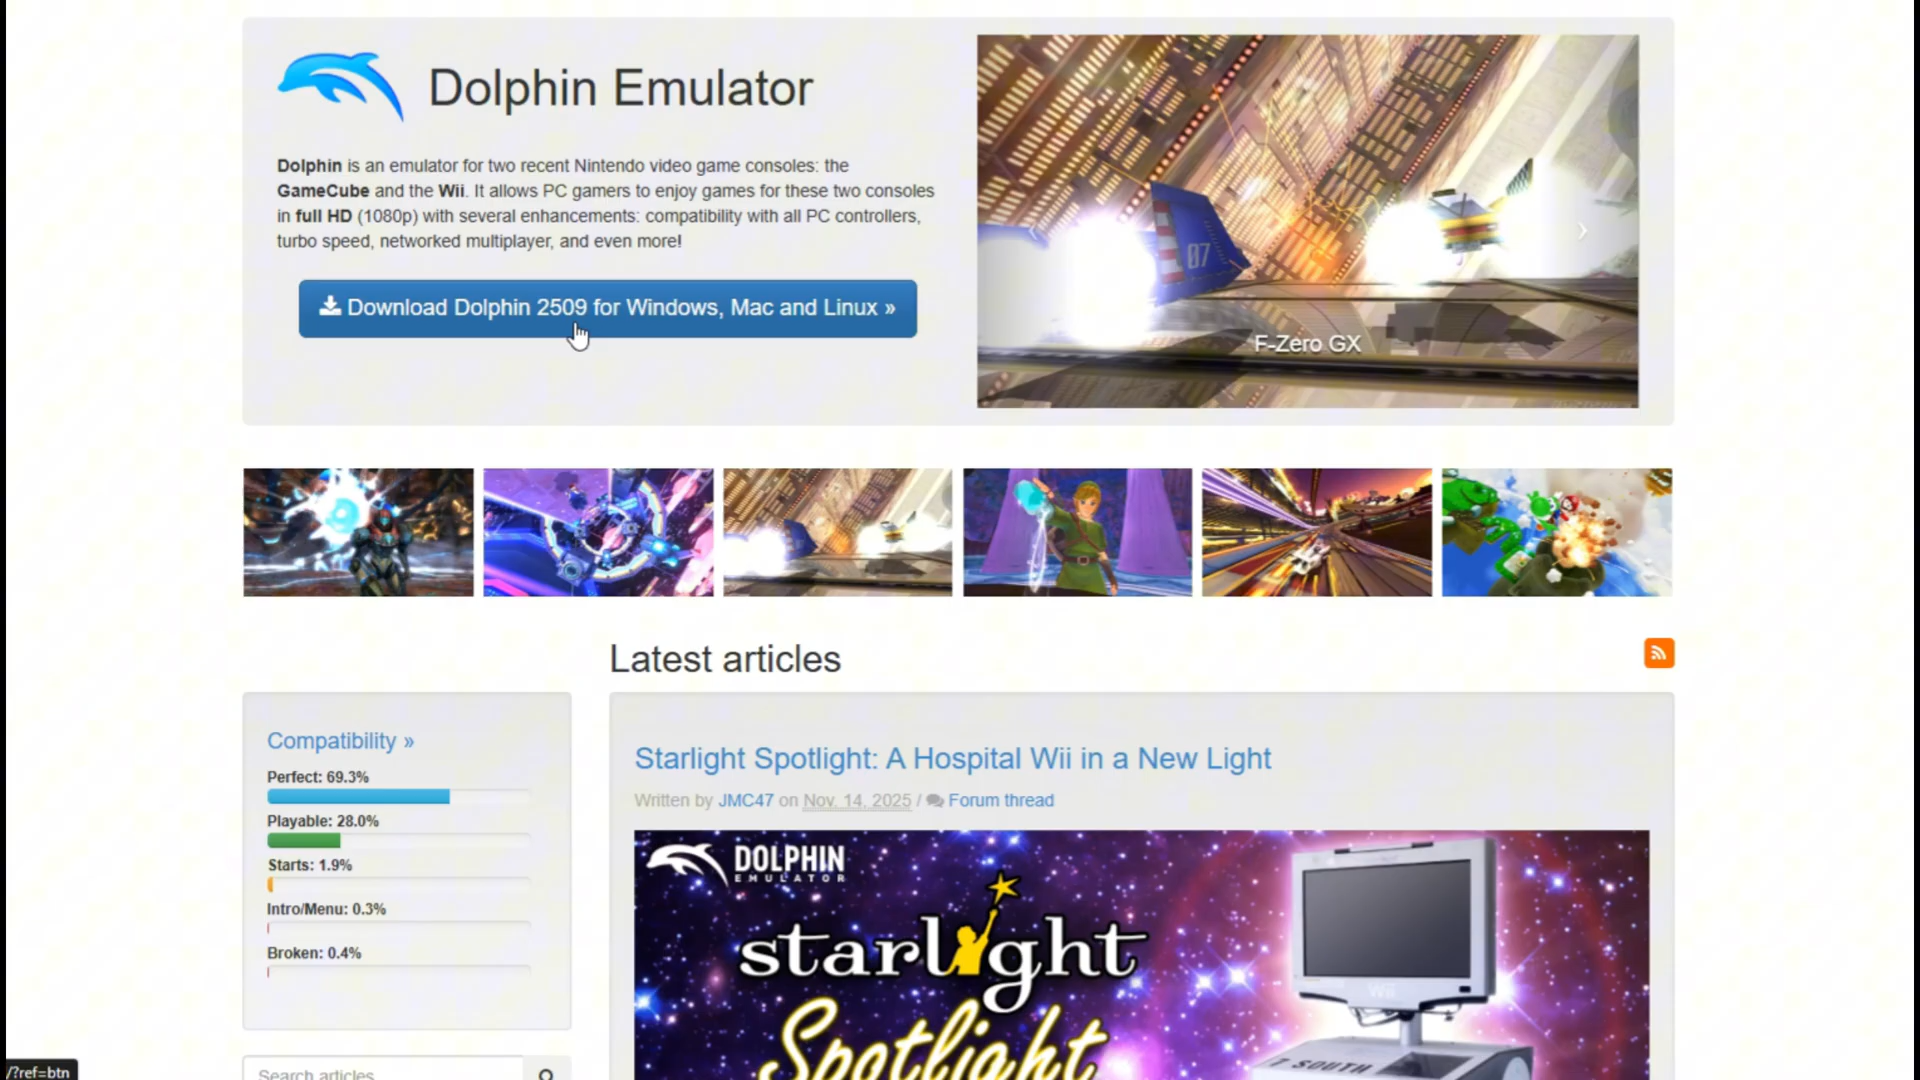 Dolphin Emulator
Dolphin is an emulator for two recent Nintendo video game consoles: the
GameCube and the Wii. It allows PC gamers to enjoy games for these two consoles
in full HD (1080p) with several enhancements: compatibility with all PC controllers,
turbo speed, networked multiplayer, and even more!
Download Dolphin 2509 for Windows, Mac and Linux »
07
F-Zero GX
Latest articles
Compatibility »
Perfect: 69.3%
Playable: 28.0%
Starts: 1.9%
Intro/Menu: 0.3%
Broken: 0.4%
Search articles
Starlight Spotlight: A Hospital Wii in a New Light
Written by JMC47 on Nov. 14, 2025 / Forum thread
DOLPHIN
EMULATOR
starlight
Spotlight
Wii
7 SOUTH
/?ref=btn